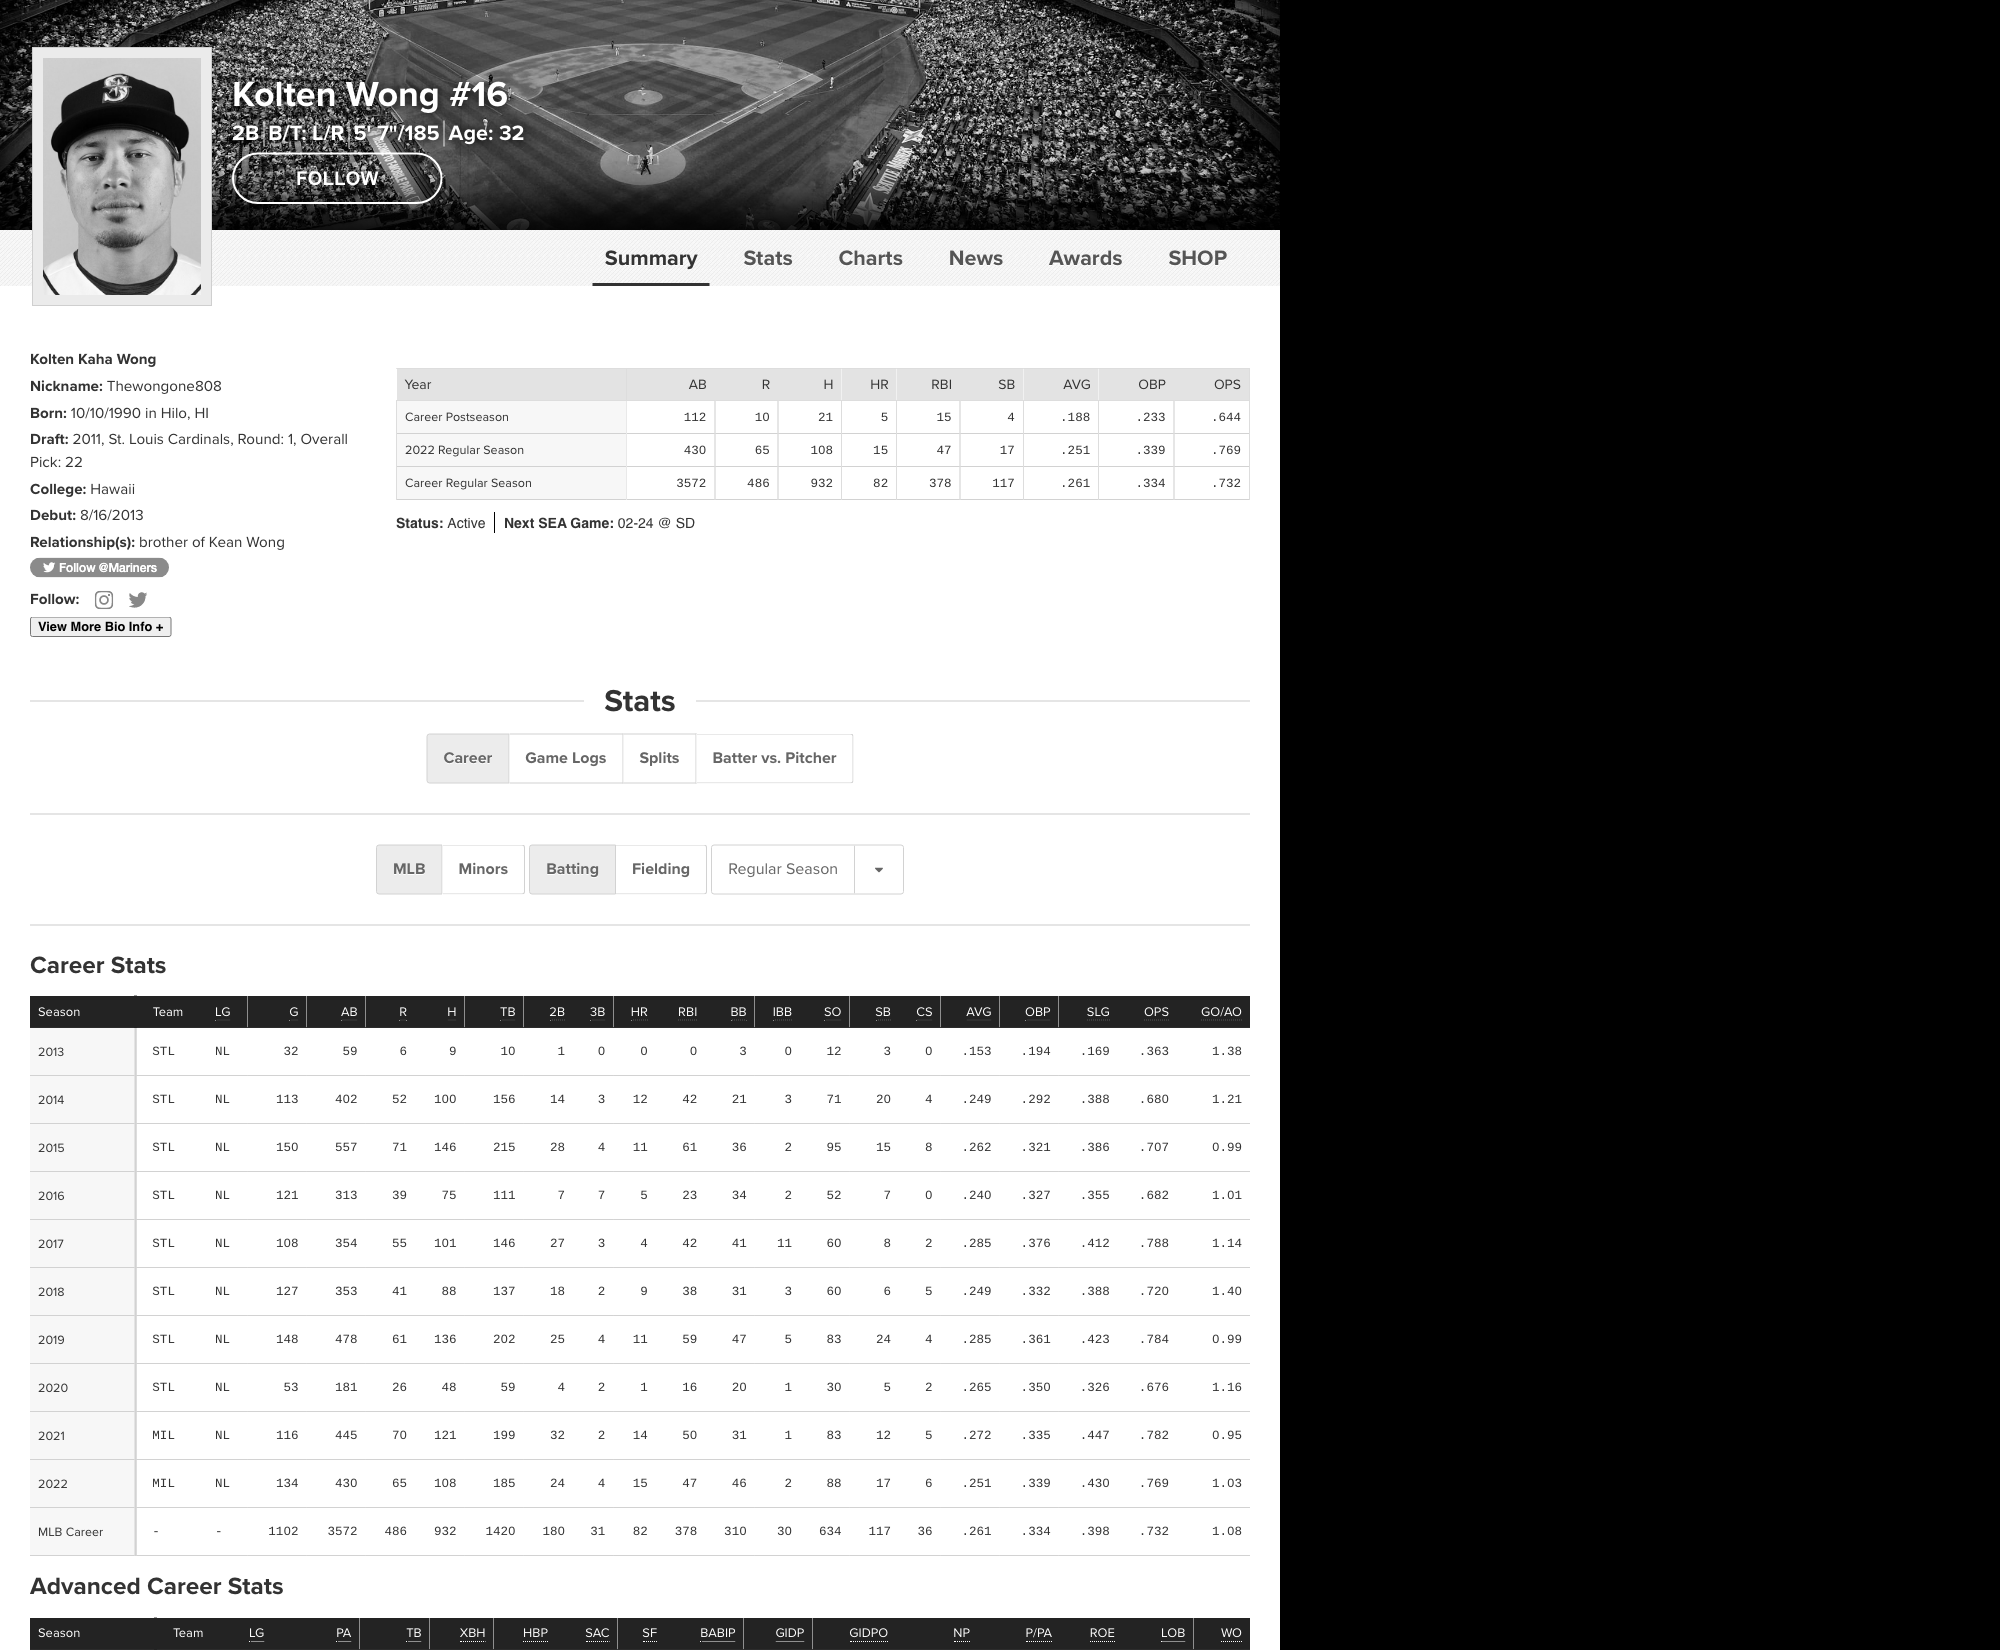 Kolten Wong #16
2B B/T: L/R 5' 7"/185 Age: 32
FOLLOW
Summary Stats Charts News Awards SHOP
Kolten Kaha Wong
Nickname: Thewongone808
Born: 10/10/1990 in Hilo, HI
Draft: 2011, St. Louis Cardinals, Round: 1, Overall
Pick: 22
College: Hawaii
Debut: 8/16/2013
Relationship(s): brother of Kean Wong
Follow @Mariners
Follow:
View More Bio Info +
Year AB R H HR RBI SB AVG OBP OPS
Career Postseason 112 10 21 5 15 4 .188 .233 .644
2022 Regular Season 430 65 108 15 47 17 .251 .339 .769
Career Regular Season 3572 486 932 82 378 117 .261 .334 .732
Status: Active Next SEA Game: 02-24 @ SD
Stats
Career Game Logs Splits Batter vs. Pitcher
MLB Minors Batting Fielding Regular Season
Career Stats
Season Team LG G AB R H TB 2B 3B HR RBI BB IBB SO SB CS AVG OBP SLG OPS GO/AO
2013 STL NL 32 59 6 9 10 1 0 0 0 3 0 12 3 0 .153 .194 .169 .363 1.38
2014 STL NL 113 402 52 100 156 14 3 12 42 21 3 71 20 4 .249 .292 .388 .680 1.21
2015 STL NL 150 557 71 146 215 28 4 11 61 36 2 95 15 8 .262 .321 .386 .707 0.99
2016 STL NL 121 313 39 75 111 7 7 5 23 34 2 52 7 0 .240 .327 .355 .682 1.01
2017 STL NL 108 354 55 101 146 27 3 4 42 41 11 60 8 2 .285 .376 .412 .788 1.14
2018 STL NL 127 353 41 88 137 18 2 9 38 31 3 60 6 5 .249 .332 .388 .720 1.40
2019 STL NL 148 478 61 136 202 25 4 11 59 47 5 83 24 4 .285 .361 .423 .784 0.99
2020 STL NL 53 181 26 48 59 4 2 1 16 20 1 30 5 2 .265 .350 .326 .676 1.16
2021 MIL NL 116 445 70 121 199 32 2 14 50 31 1 83 12 5 .272 .335 .447 .782 0.95
2022 MIL NL 134 430 65 108 185 24 4 15 47 46 2 88 17 6 .251 .339 .430 .769 1.03
MLB Career - - 1102 3572 486 932 1420 180 31 82 378 310 30 634 117 36 .261 .334 .398 .732 1.08
Advanced Career Stats
Season Team LG PA TB XBH HBP SAC SF BABIP GIDP GIDPO NP P/PA ROE LOB WO